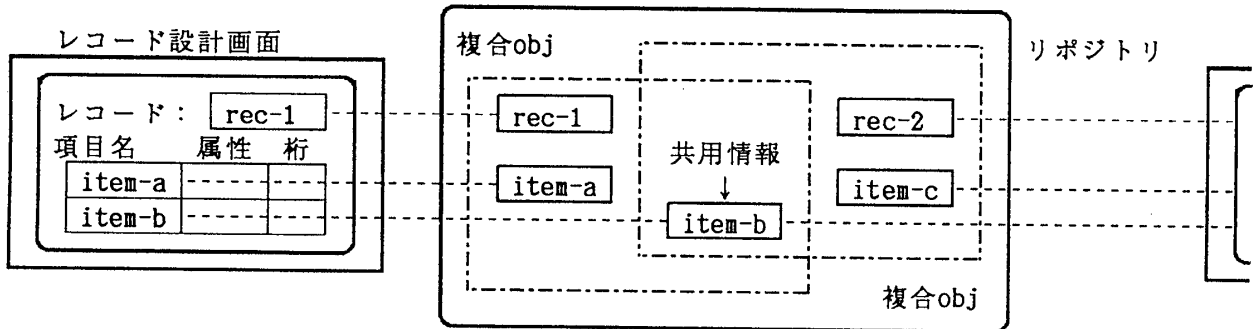 レコード設計画面
レコード： rec-1
項目名 属性 桁
item-a
item-b
複合obj
rec-1
item-a
共用情報
↓
item-b
rec-2
item-c
複合obj
リポジトリ